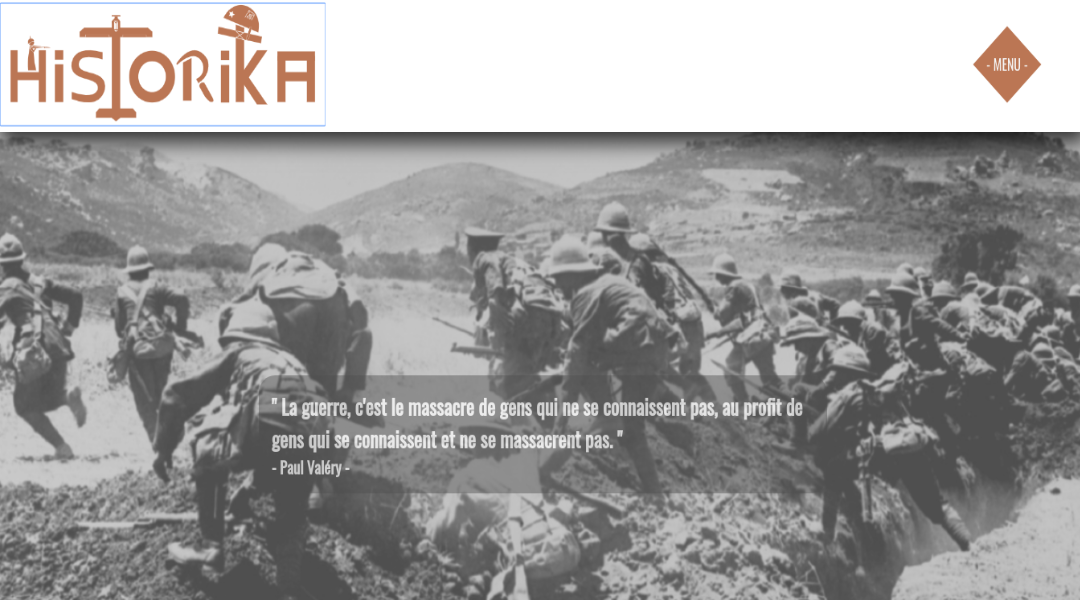 HiSTORiKA
- MENU -
" La guerre, c'est le massacre de gens qui ne se connaissent pas, au profit de
gens qui se connaissent et ne se massacrent pas. "
- Paul Valéry -